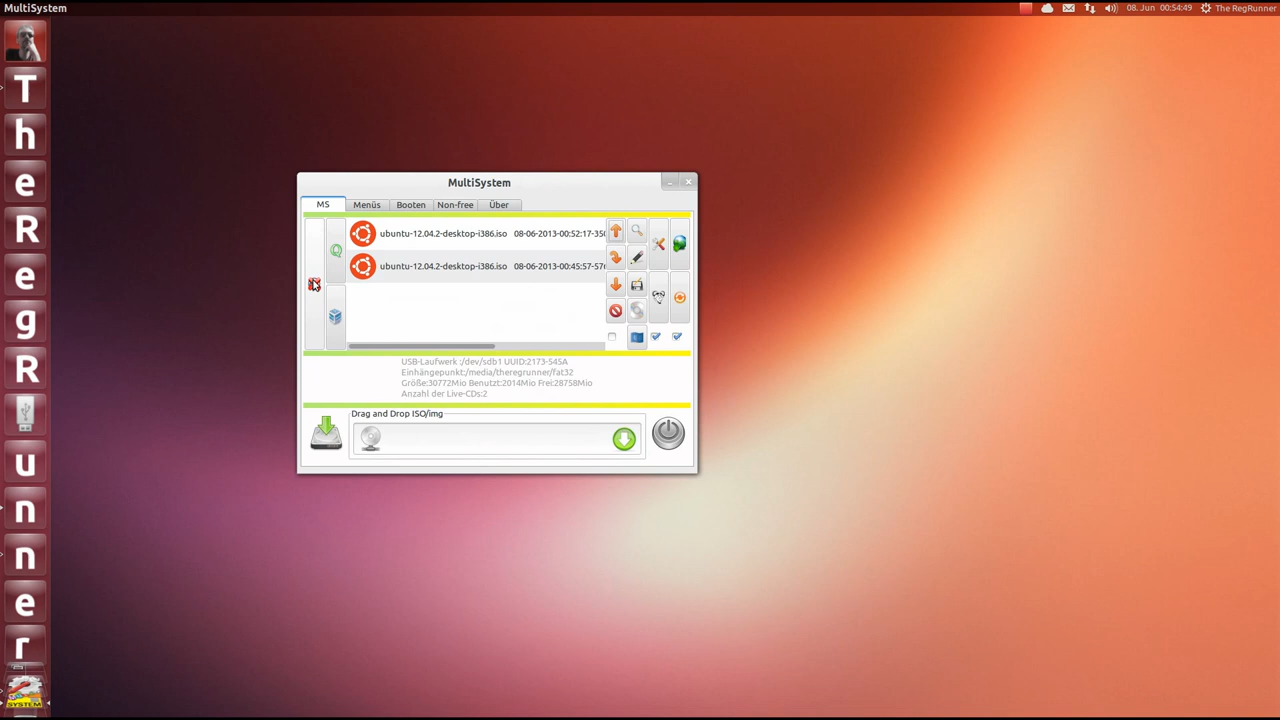 MultiSystem
08. Jun 00:54:49 The RegRunner
T
h
e
R
e
g
R
u
n
n
e
r
SYSTEM
MultiSystem
MS Menüs Booten Non-free Über
ubuntu-12.04.2-desktop-i386.iso 08-06-2013-00:52:17-350
ubuntu-12.04.2-desktop-i386.iso 08-06-2013-00:45:57-576
USB-Laufwerk :/dev/sdb1 UUID:2173-545A
Einhängepunkt:/media/theregrunner/fat32
Größe:30772Mio Benutzt:2014Mio Frei:28758Mio
Anzahl der Live-CDs:2
Drag and Drop ISO/img